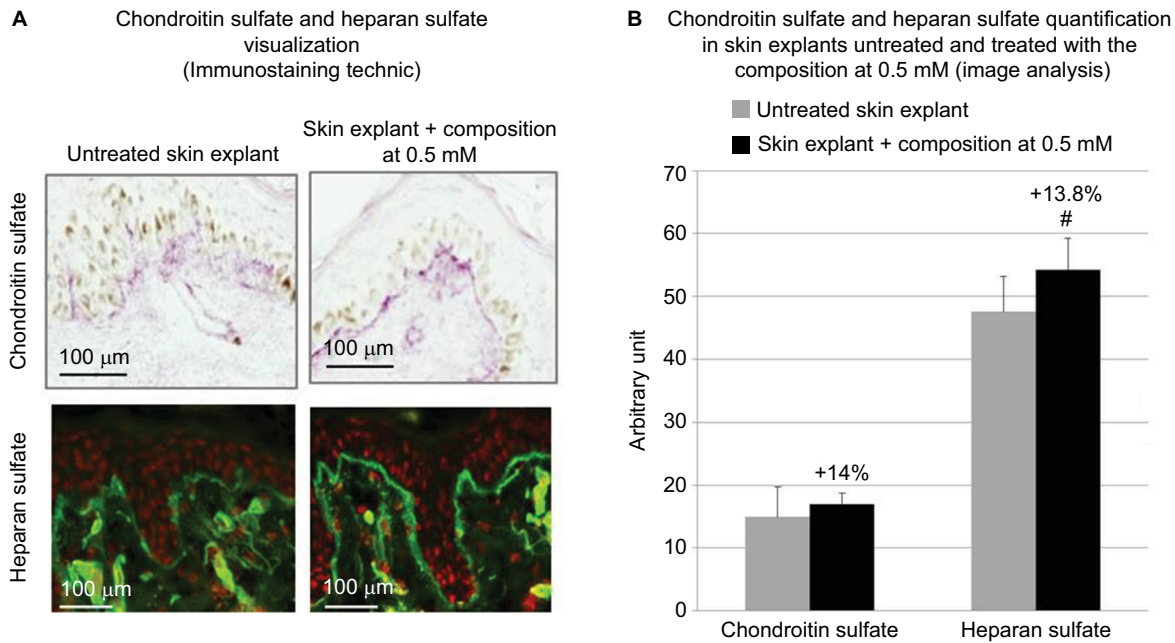 A
Chondroitin sulfate and heparan sulfate
visualization
(Immunostaining technic)
Untreated skin explant
Skin explant + composition
at 0.5 mM
Chondroitin sulfate
100 μm
100 μm
Heparan sulfate
100 μm
100 μm
B
Chondroitin sulfate and heparan sulfate quantification
in skin explants untreated and treated with the
composition at 0.5 mM (image analysis)
Untreated skin explant
Skin explant + composition at 0.5 mM
Arbitrary unit
70
60
50
40
30
20
10
0
+14%
+13.8%
#
Chondroitin sulfate
Heparan sulfate